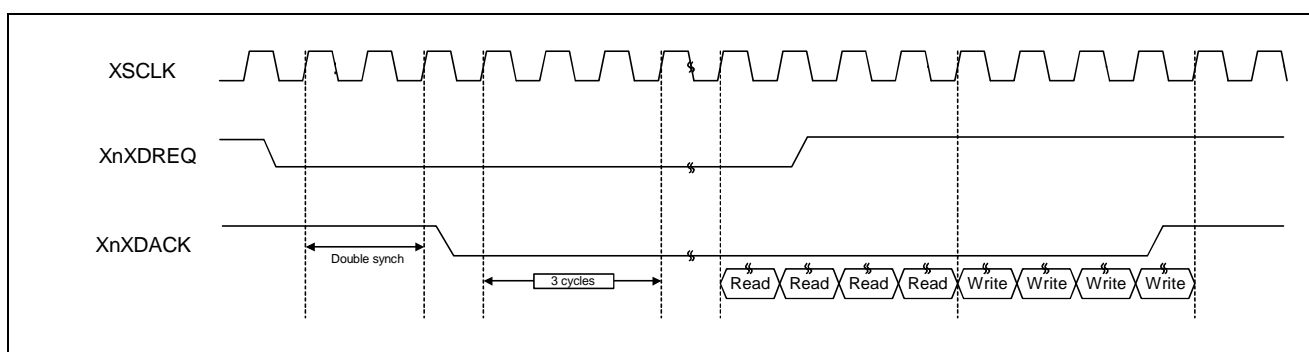 XSCLK
XnXDREQ
XnXDACK
Double synch
3 cycles
Read Read Read Read Write Write Write Write